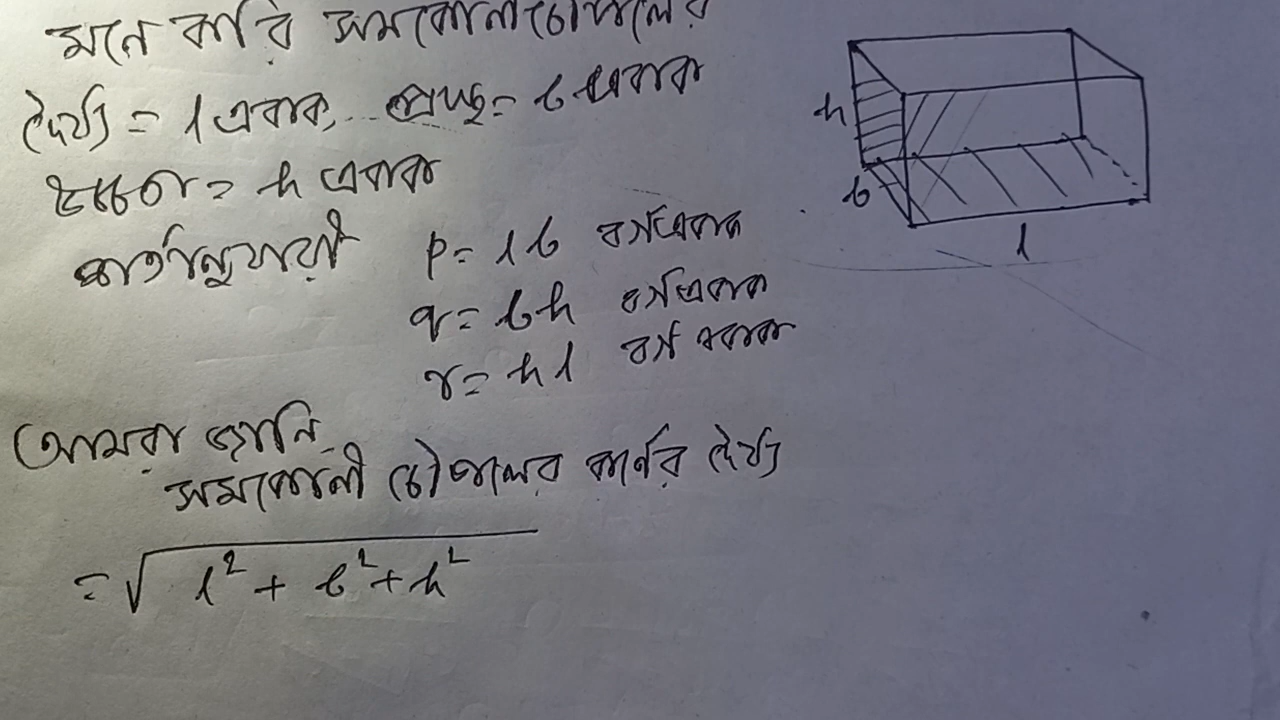 মনে করি সমকোনী চৌপলের
দৈর্ঘ্য = l একক, প্রস্থ = b একক
উচ্চতা = h একক
শর্তানুযায়ী p = lb বর্গএকক
q = bh বর্গএকক
r = hl বর্গ একক
আমরা জানি,
সমকোনী চৌপলের কর্নের দৈর্ঘ্য
= √l² + b² + h²
h
b
l